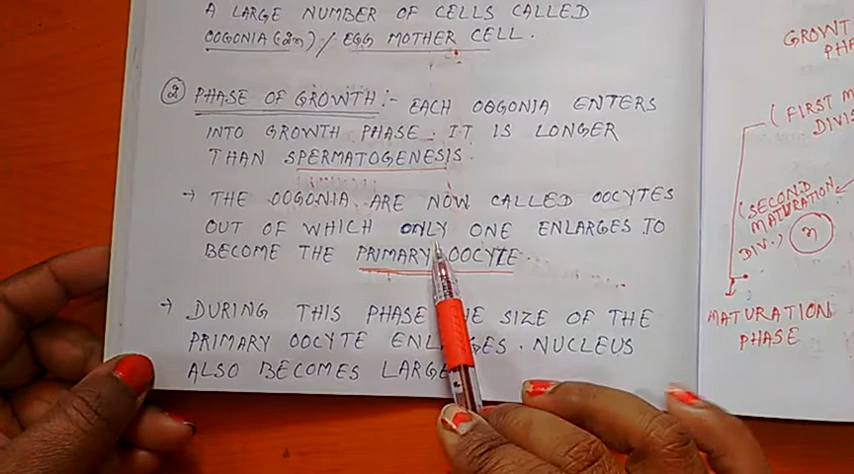 A LARGE NUMBER OF CELLS CALLED
OOGONIA (2n) / EGG MOTHER CELL.
② PHASE OF GROWTH :- EACH OOGONIA ENTERS
INTO GROWTH PHASE. IT IS LONGER
THAN SPERMATOGENESIS.
→ THE OOGONIA ARE NOW CALLED OOCYTES
OUT OF WHICH ONLY ONE ENLARGES TO
BECOME THE PRIMARY OOCYTE.
→ DURING THIS PHASE THE SIZE OF THE
PRIMARY OOCYTE ENLARGES. NUCLEUS
ALSO BECOMES LARGE
GROWT
PHA
(FIRST M
DIVIS
(SECOND
MATURATION
DIV.) n
MATURATION
PHASE